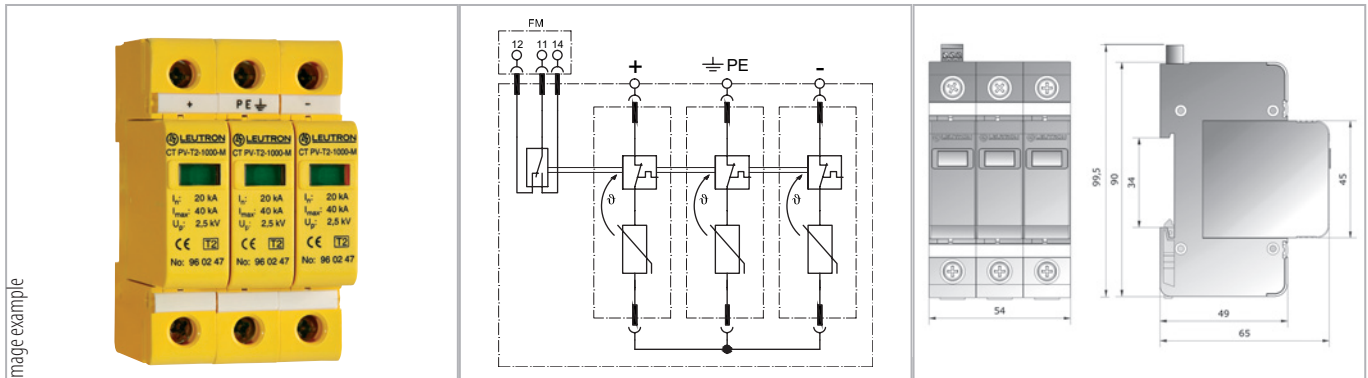 mage example
+ PE -
LEUTRON LEUTRON LEUTRON
CT PV-T2-1000-M CT PV-T2-1000-M CT PV-T2-1000-M
In: 20 kA In: 20 kA In: 20 kA
Imax: 40 kA Imax: 40 kA Imax: 40 kA
Up: 2,5 kV Up: 2,5 kV Up: 2,5 kV
CE T2 CE T2 CE T2
No: 96 02 47 No: 96 02 47 No: 96 02 47
FM
12 11 14
+ PE -
ϑ ϑ ϑ
LEUTRON LEUTRON LEUTRON
54
99,5
90
34
45
49
65